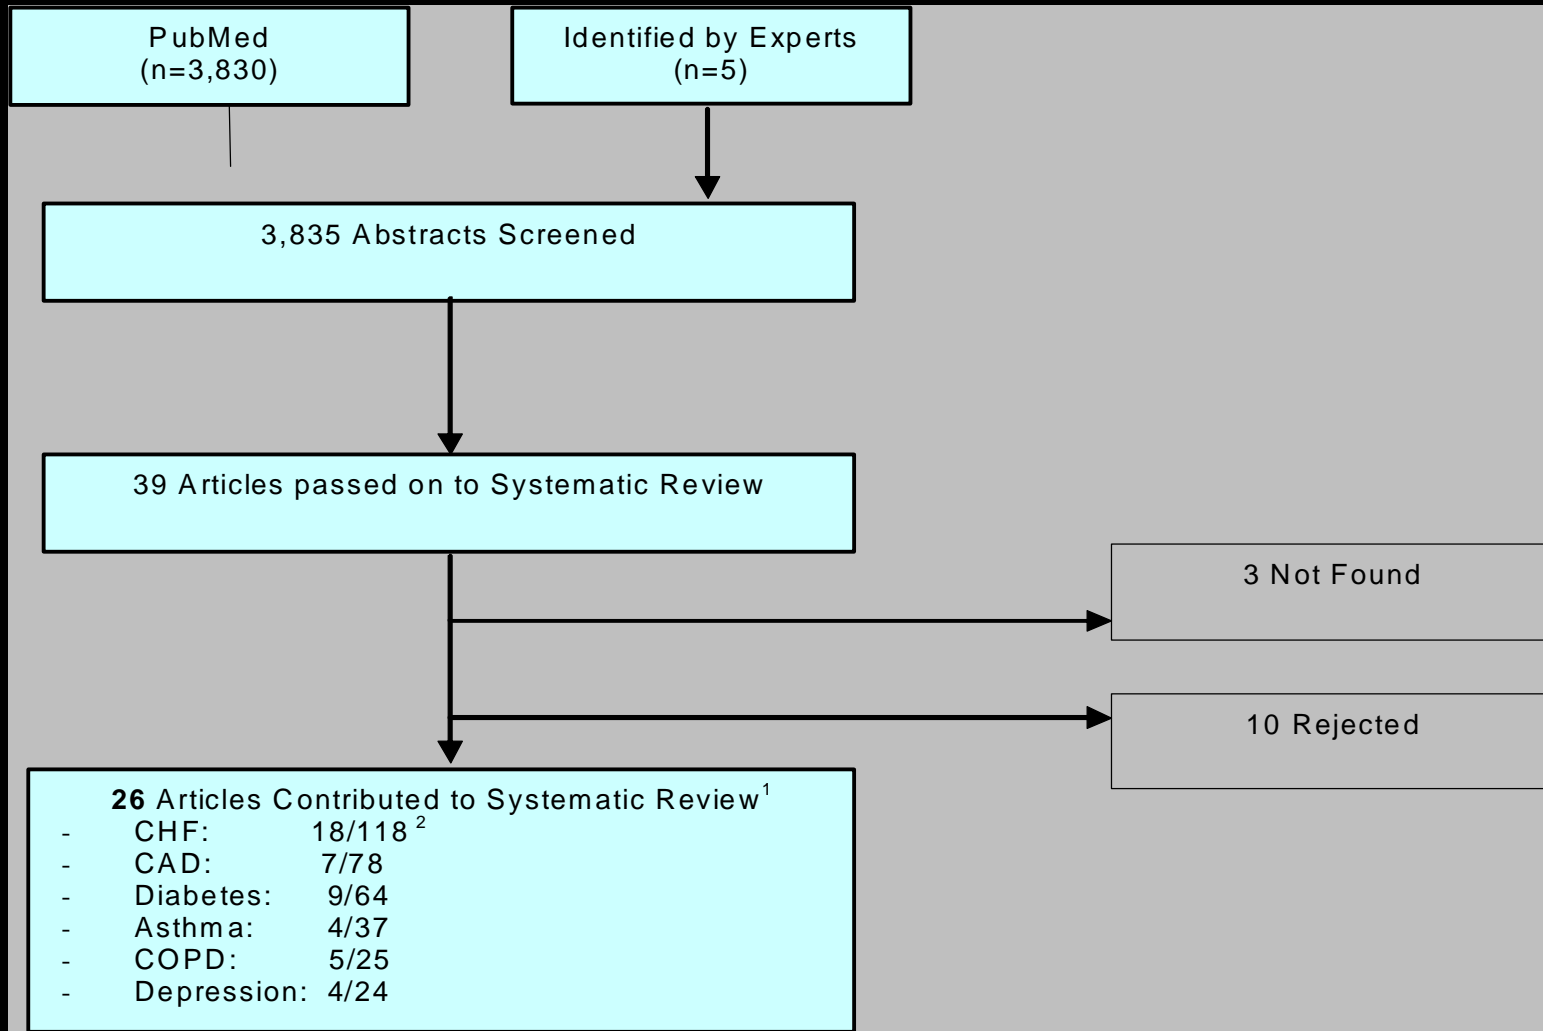 PubMed
(n=3,830)
Identified by Experts
(n=5)
3,835 Abstracts Screened
39 Articles passed on to Systematic Review
3 Not Found
10 Rejected
26 Articles Contributed to Systematic Review¹
- CHF: 18/118 ²
- CAD: 7/78
- Diabetes: 9/64
- Asthma: 4/37
- COPD: 5/25
- Depression: 4/24